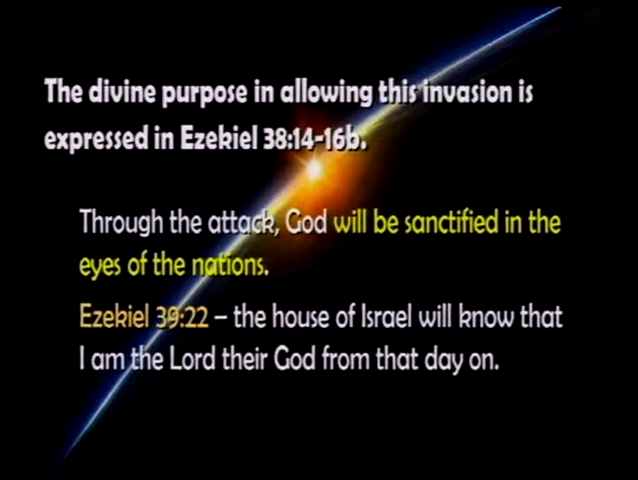 The divine purpose in allowing this invasion is
expressed in Ezekiel 38:14-16b.
Through the attack, God will be sanctified in the
eyes of the nations.
Ezekiel 39:22 – the house of Israel will know that
I am the Lord their God from that day on.